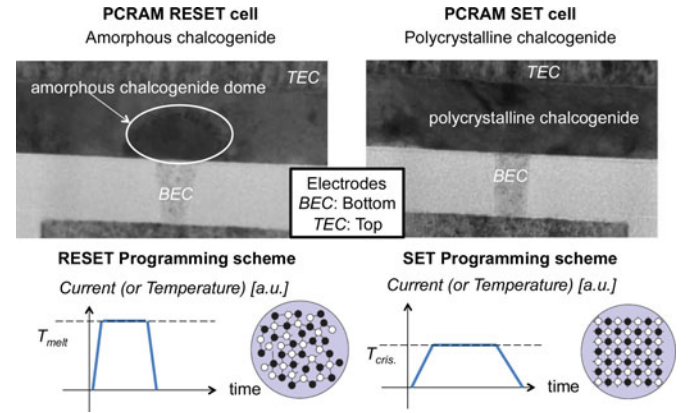 PCRAM RESET cell
Amorphous chalcogenide
PCRAM SET cell
Polycrystalline chalcogenide
TEC
amorphous chalcogenide dome
BEC
TEC
polycrystalline chalcogenide
BEC
Electrodes
BEC: Bottom
TEC: Top
RESET Programming scheme
Current (or Temperature) [a.u.]
Tmelt
time
SET Programming scheme
Current (or Temperature) [a.u.]
Tcris.
time